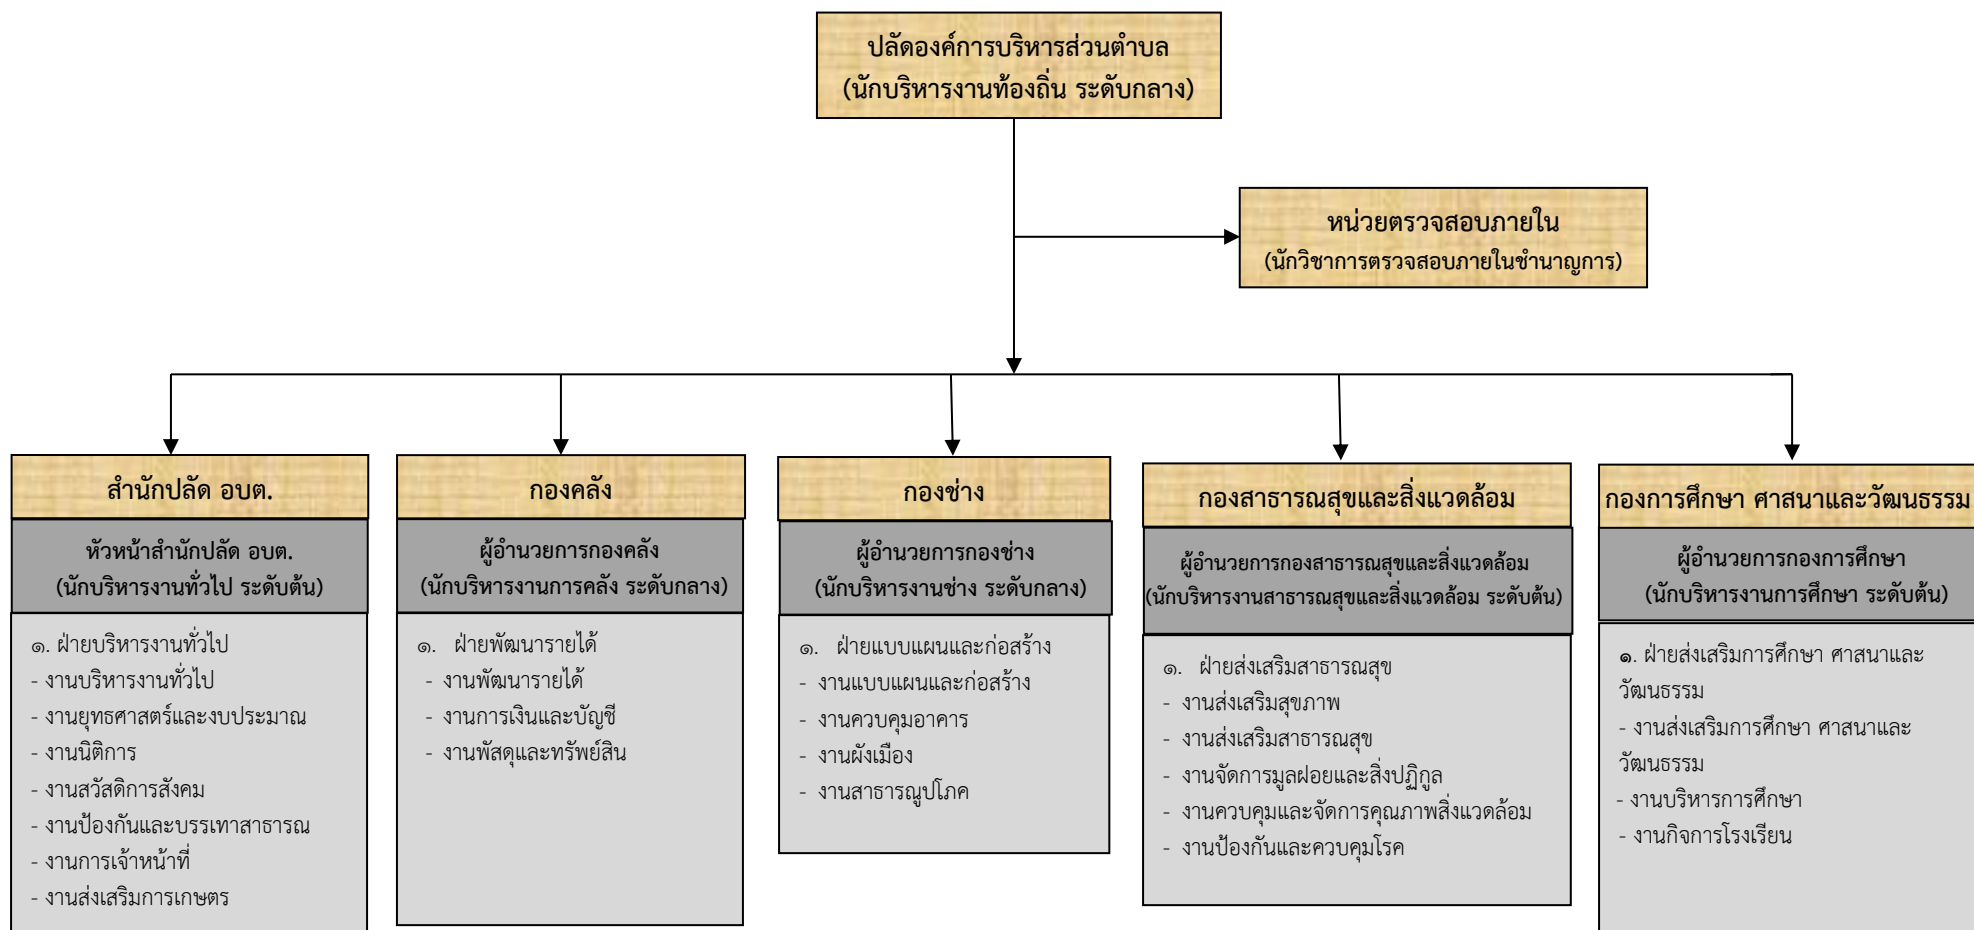 ปลัดองค์การบริหารส่วนตำบล
(นักบริหารงานท้องถิ่น ระดับกลาง)
หน่วยตรวจสอบภายใน
(นักวิชาการตรวจสอบภายในชำนาญการ)
สำนักปลัด อบต.
หัวหน้าสำนักปลัด อบต.
(นักบริหารงานทั่วไป ระดับต้น)
๑. ฝ่ายบริหารงานทั่วไป
- งานบริหารงานทั่วไป
- งานยุทธศาสตร์และงบประมาณ
- งานนิติการ
- งานสวัสดิการสังคม
- งานป้องกันและบรรเทาสาธารณ
- งานการเจ้าหน้าที่
- งานส่งเสริมการเกษตร
กองคลัง
ผู้อำนวยการกองคลัง
(นักบริหารงานการคลัง ระดับกลาง)
๑. ฝ่ายพัฒนารายได้
- งานพัฒนารายได้
- งานการเงินและบัญชี
- งานพัสดุและทรัพย์สิน
กองช่าง
ผู้อำนวยการกองช่าง
(นักบริหารงานช่าง ระดับกลาง)
๑. ฝ่ายแบบแผนและก่อสร้าง
- งานแบบแผนและก่อสร้าง
- งานควบคุมอาคาร
- งานผังเมือง
- งานสาธารณูปโภค
กองสาธารณสุขและสิ่งแวดล้อม
ผู้อำนวยการกองสาธารณสุขและสิ่งแวดล้อม
(นักบริหารงานสาธารณสุขและสิ่งแวดล้อม ระดับต้น)
๑. ฝ่ายส่งเสริมสาธารณสุข
- งานส่งเสริมสุขภาพ
- งานส่งเสริมสาธารณสุข
- งานจัดการมูลฝอยและสิ่งปฏิกูล
- งานควบคุมและจัดการคุณภาพสิ่งแวดล้อม
- งานป้องกันและควบคุมโรค
กองการศึกษา ศาสนาและวัฒนธรรม
ผู้อำนวยการกองการศึกษา
(นักบริหารงานการศึกษา ระดับต้น)
๑. ฝ่ายส่งเสริมการศึกษา ศาสนาและ
วัฒนธรรม
- งานส่งเสริมการศึกษา ศาสนาและ
วัฒนธรรม
- งานบริหารการศึกษา
- งานกิจการโรงเรียน